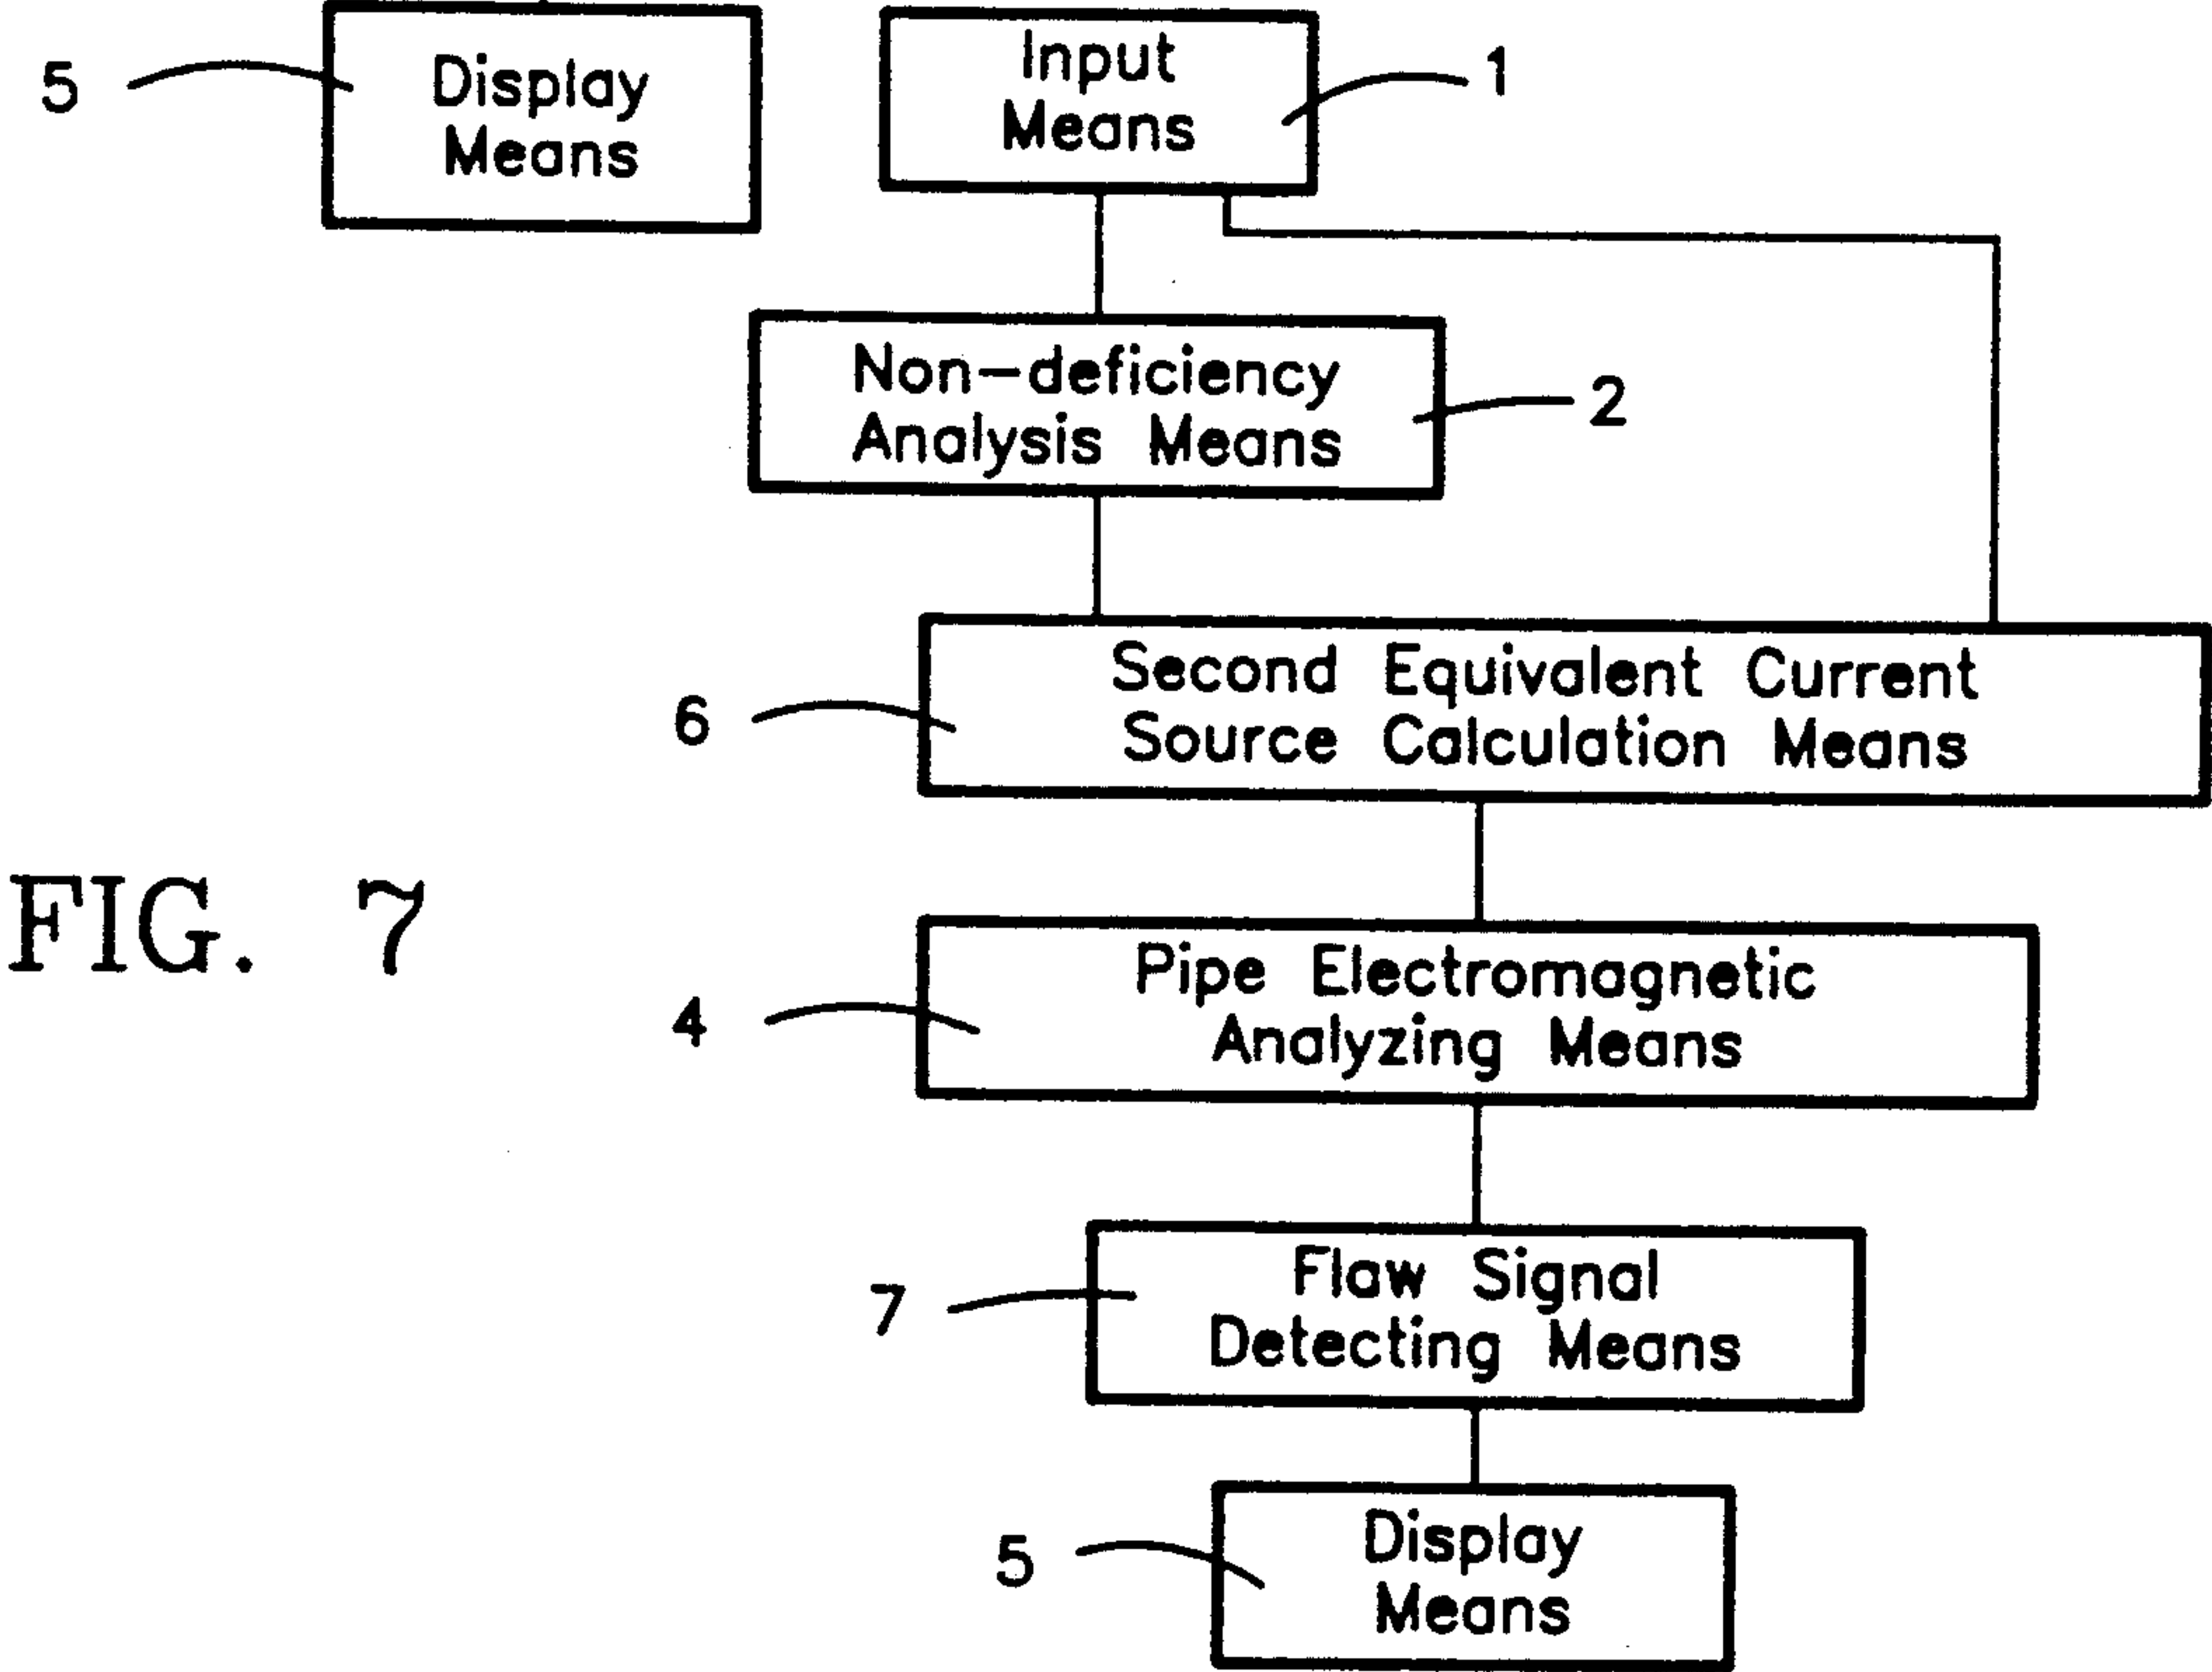 5
Display
Means
Input
Means
1
Non-deficiency
Analysis Means
2
Second Equivalent Current
Source Calculation Means
6
FIG. 7
Pipe Electromagnetic
Analyzing Means
4
Flaw Signal
Detecting Means
7
Display
Means
5